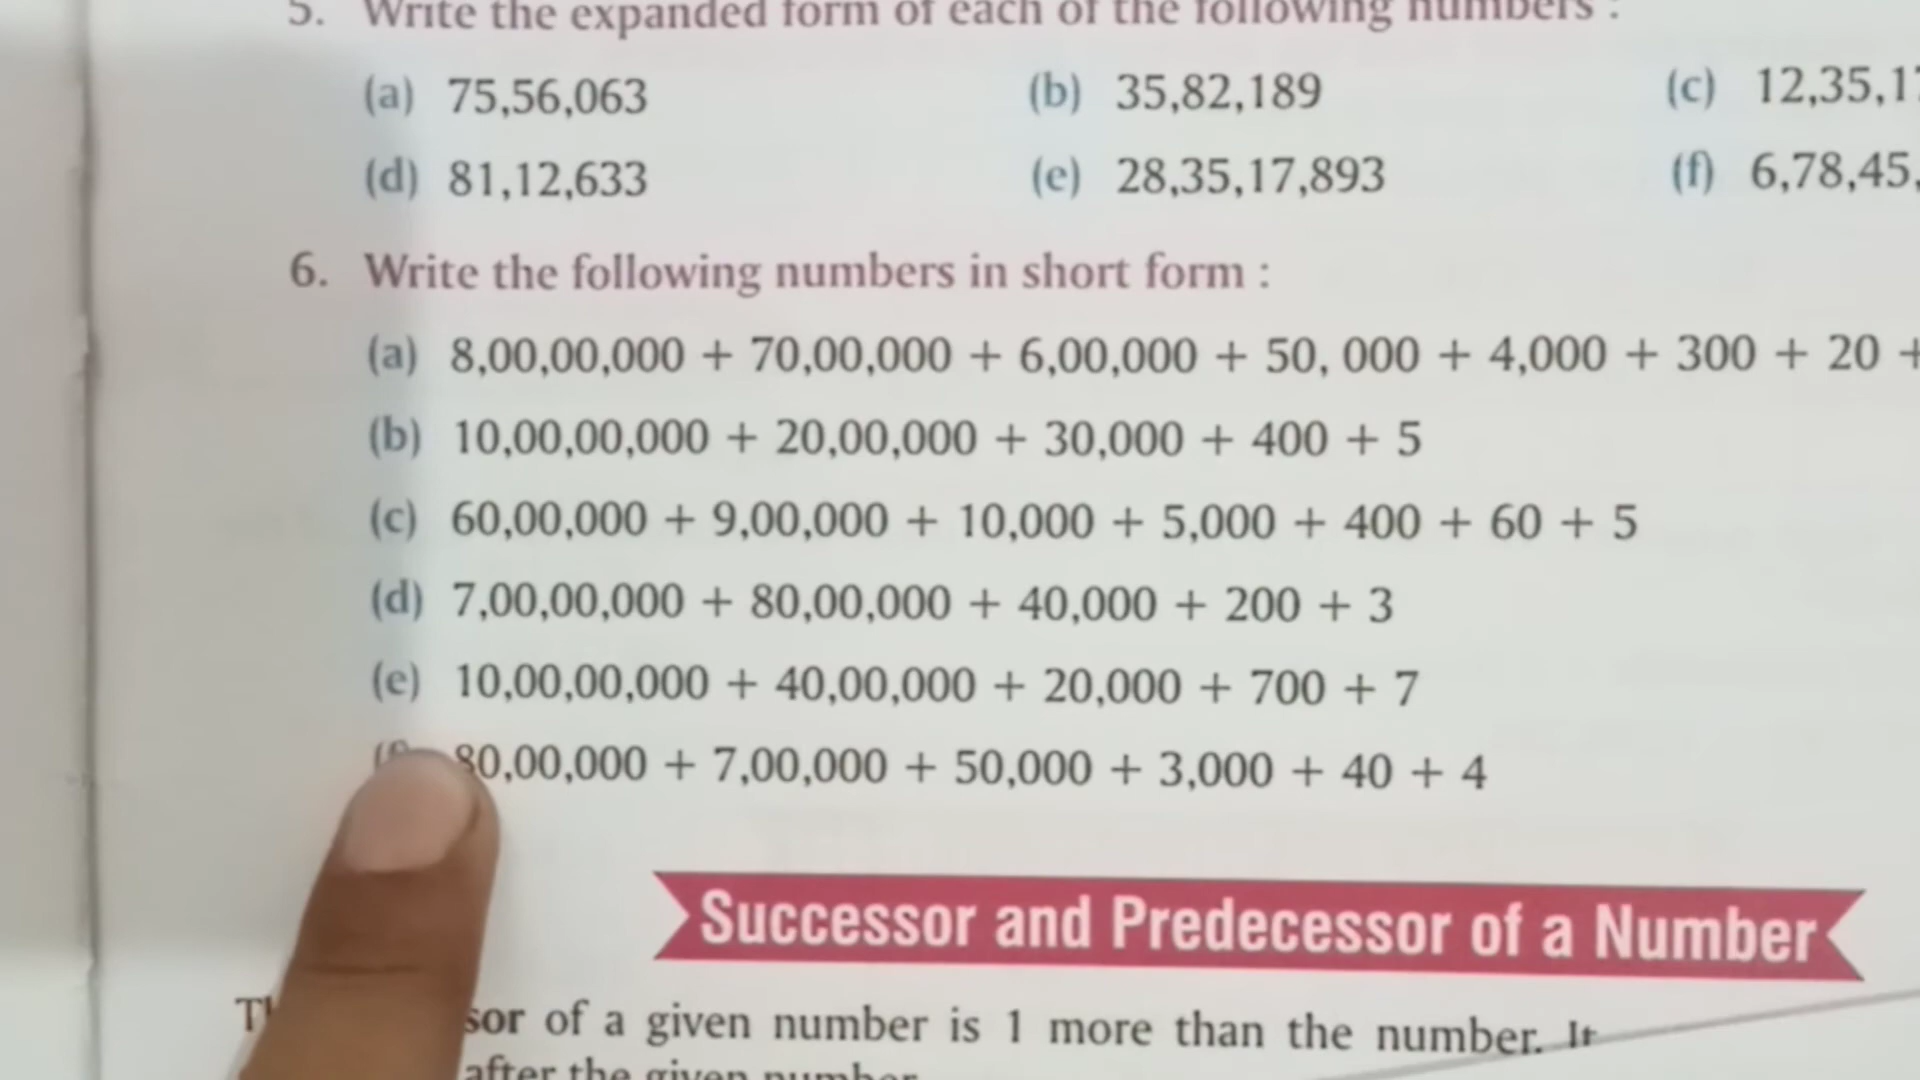 5. Write the expanded form of each of the following numbers :
(a) 75,56,063 (b) 35,82,189 (c) 12,35,1
(d) 81,12,633 (e) 28,35,17,893 (f) 6,78,45,
6. Write the following numbers in short form :
(a) 8,00,00,000 + 70,00,000 + 6,00,000 + 50, 000 + 4,000 + 300 + 20 +
(b) 10,00,00,000 + 20,00,000 + 30,000 + 400 + 5
(c) 60,00,000 + 9,00,000 + 10,000 + 5,000 + 400 + 60 + 5
(d) 7,00,00,000 + 80,00,000 + 40,000 + 200 + 3
(e) 10,00,00,000 + 40,00,000 + 20,000 + 700 + 7
80,00,000 + 7,00,000 + 50,000 + 3,000 + 40 + 4
Successor and Predecessor of a Number
sor of a given number is 1 more than the number. It
after the given number.